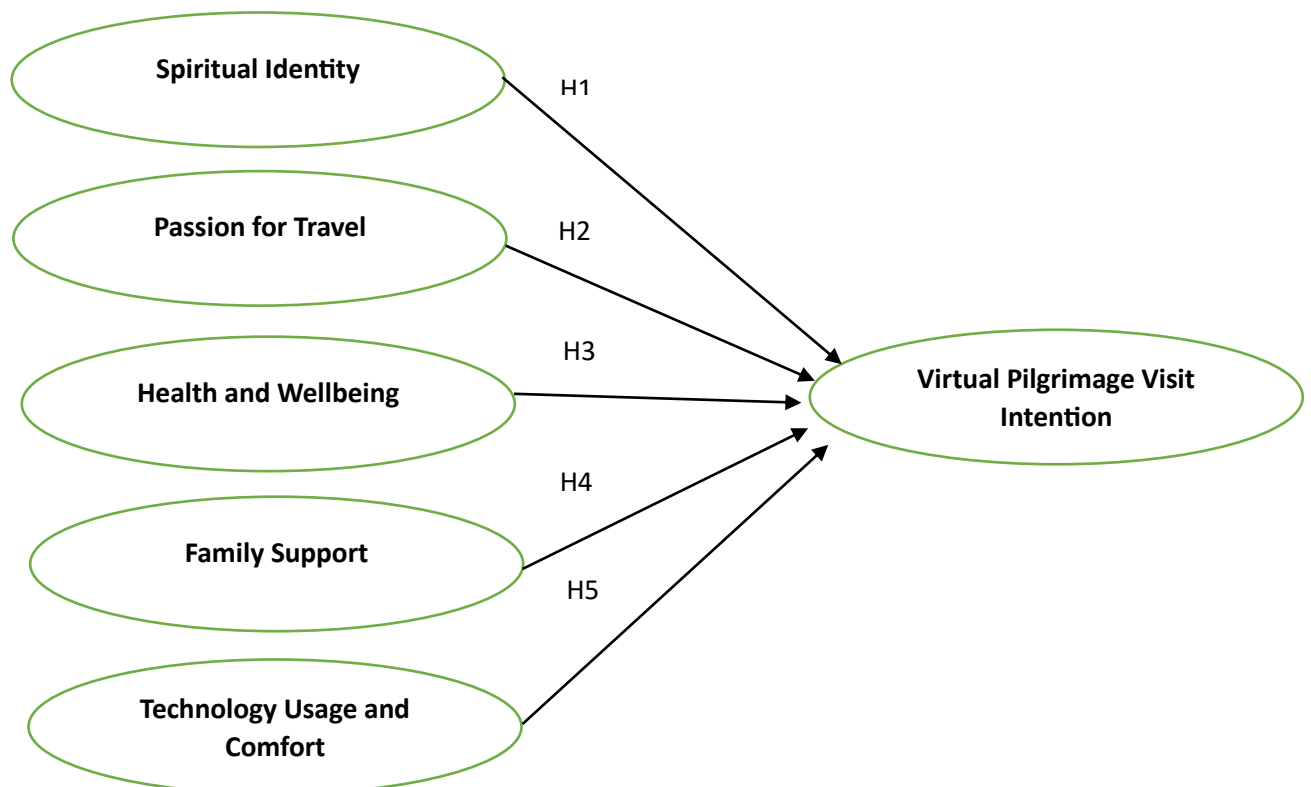 Spiritual Identity
H1
Passion for Travel
H2
Health and Wellbeing
H3
Virtual Pilgrimage Visit
Intention
Family Support
H4
H5
Technology Usage and
Comfort